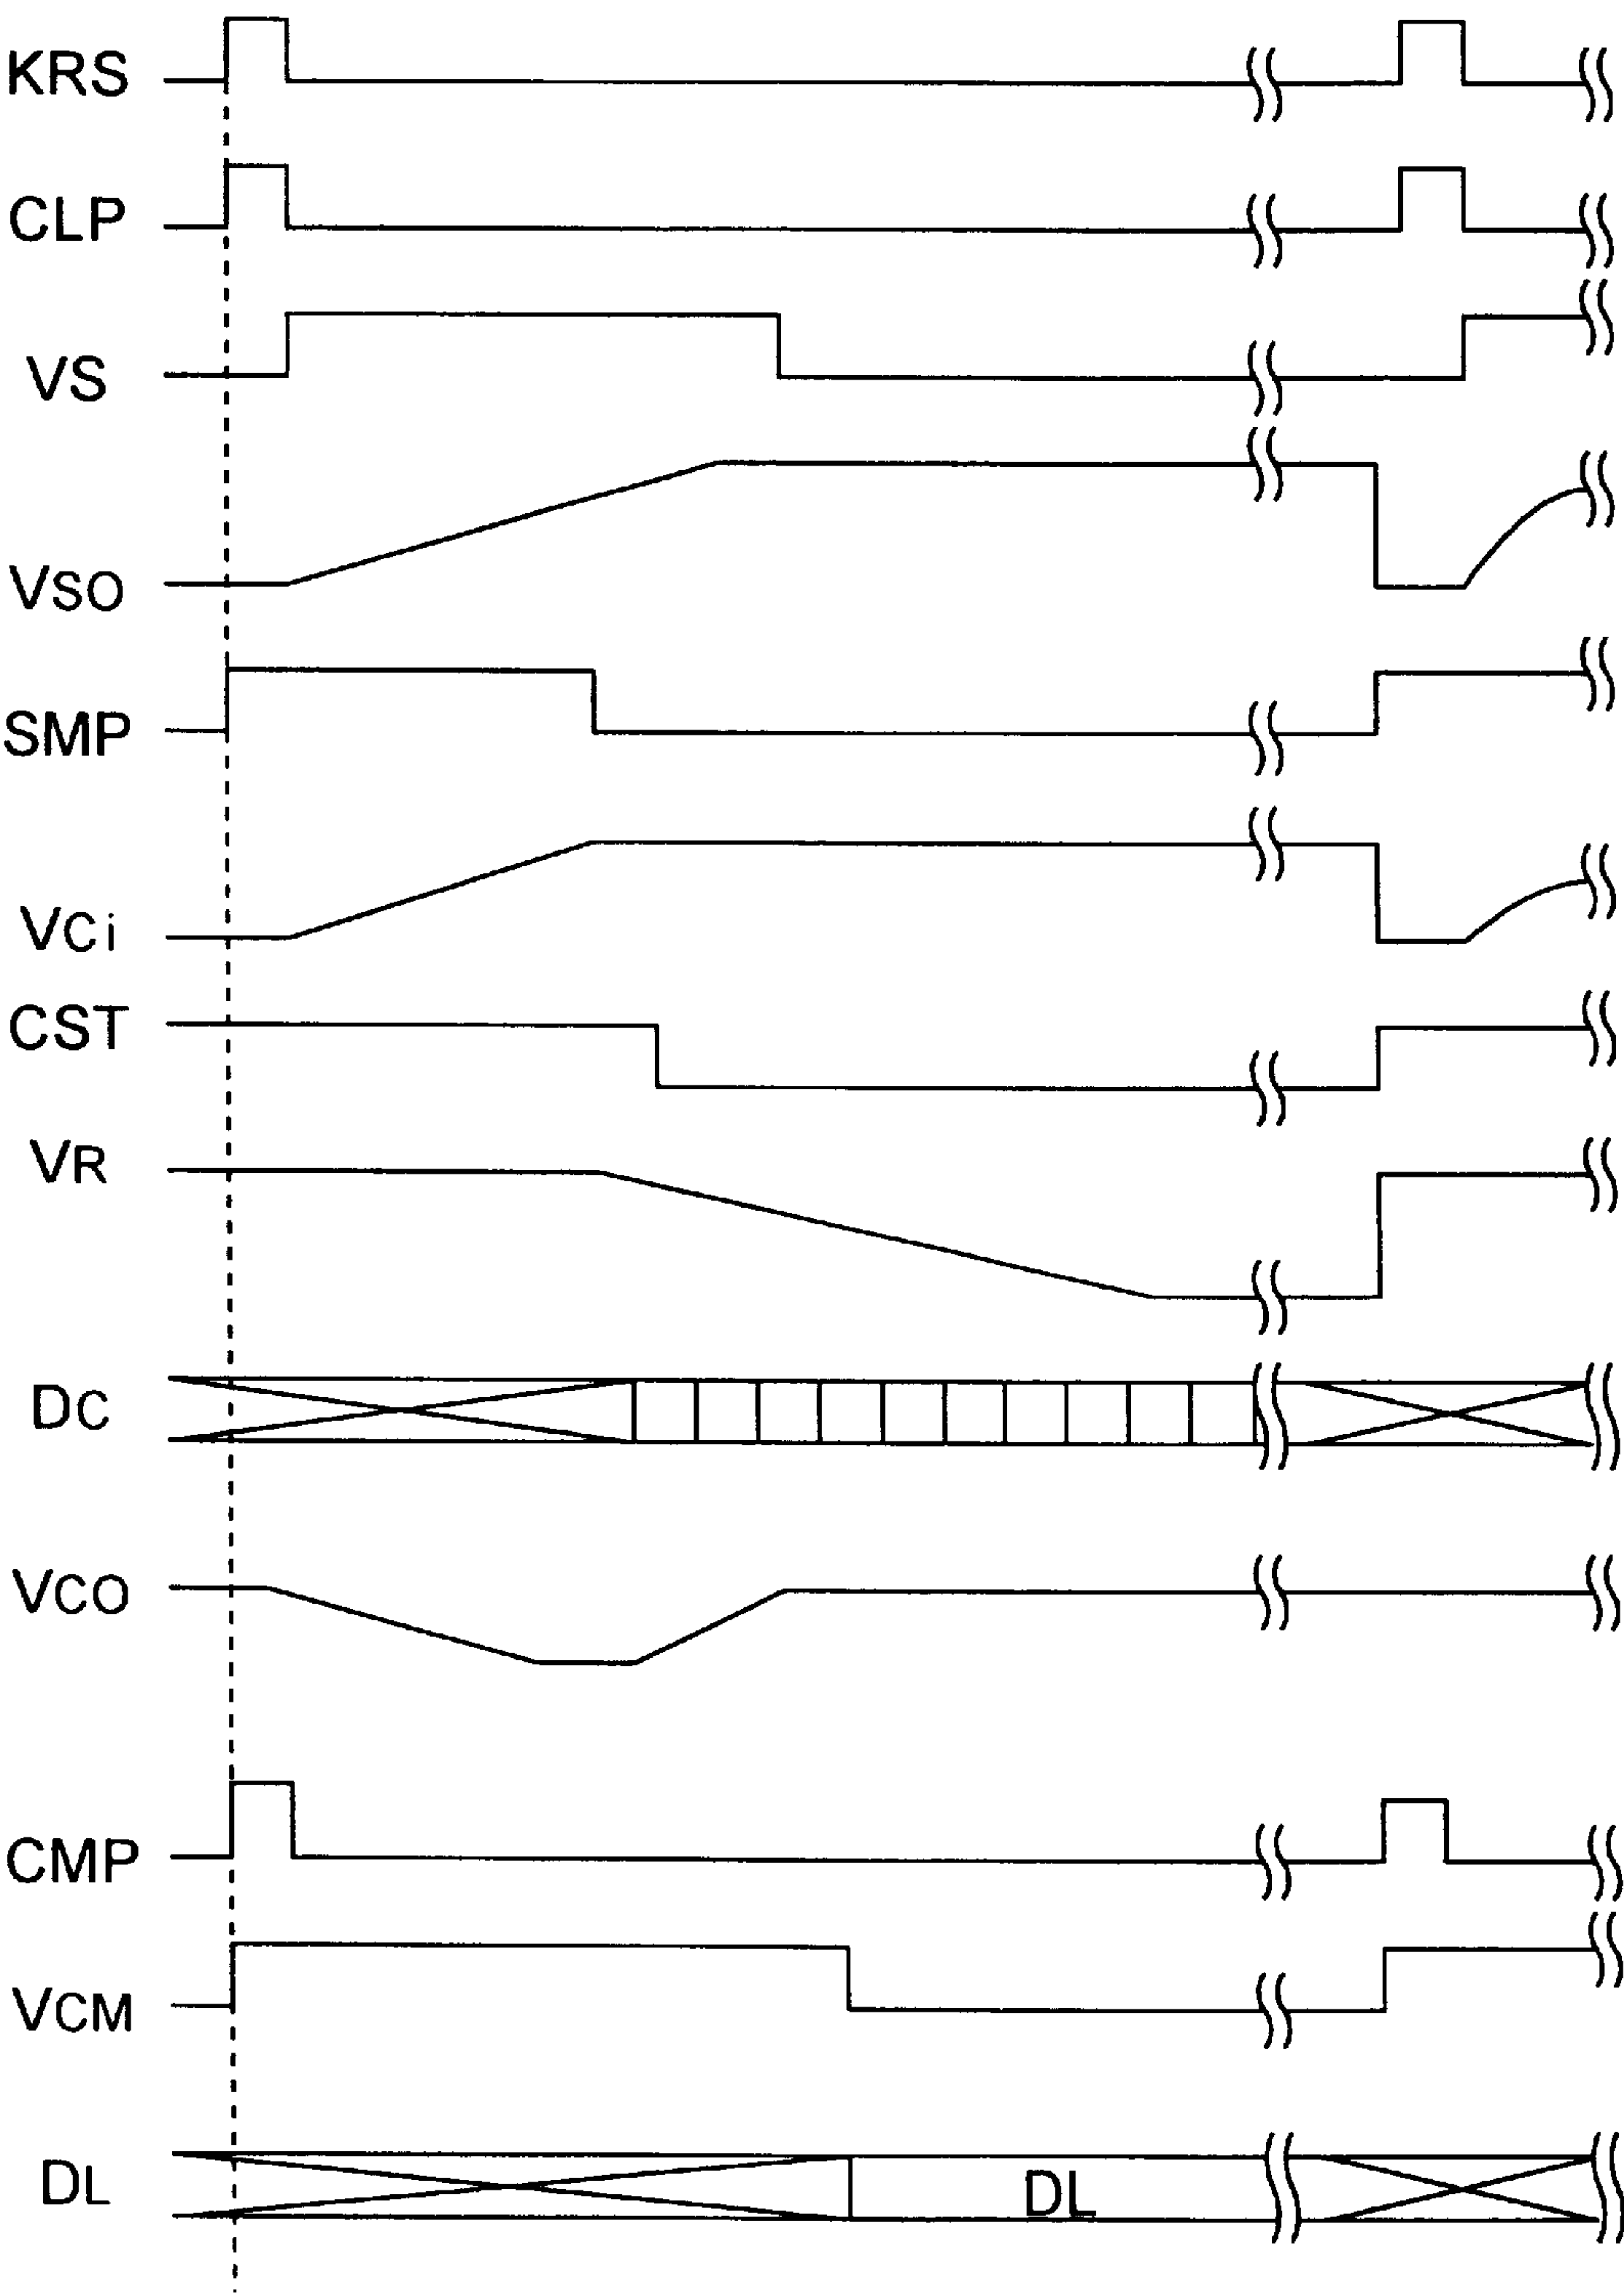 KRS
CLP
VS
VSO
SMP
VCi
CST
VR
DC
VCO
CMP
VCM
DL
DL